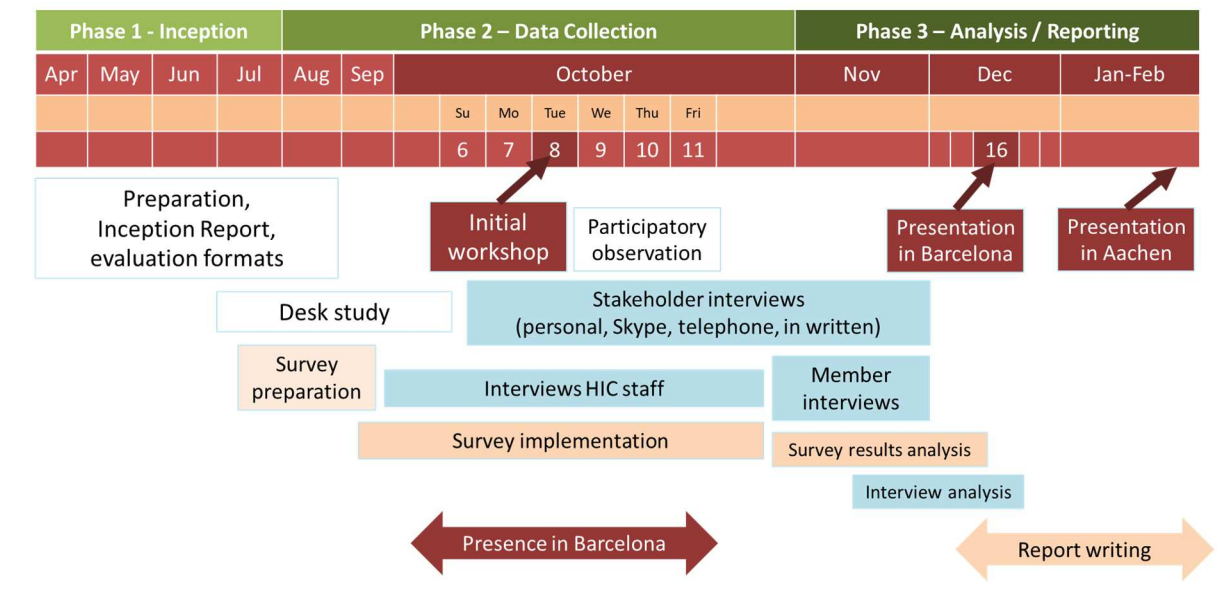 Phase 1 - Inception
Phase 2 – Data Collection
Phase 3 – Analysis / Reporting
Apr May Jun Jul Aug Sep October Nov Dec Jan-Feb
Su Mo Tue We Thu Fri
6 7 8 9 10 11 16
Preparation,
Inception Report,
evaluation formats
Initial
workshop
Participatory
observation
Presentation
in Barcelona
Presentation
in Aachen
Desk study
Stakeholder interviews
(personal, Skype, telephone, in written)
Survey
preparation
Interviews HIC staff
Member
interviews
Survey implementation
Survey results analysis
Interview analysis
Presence in Barcelona
Report writing